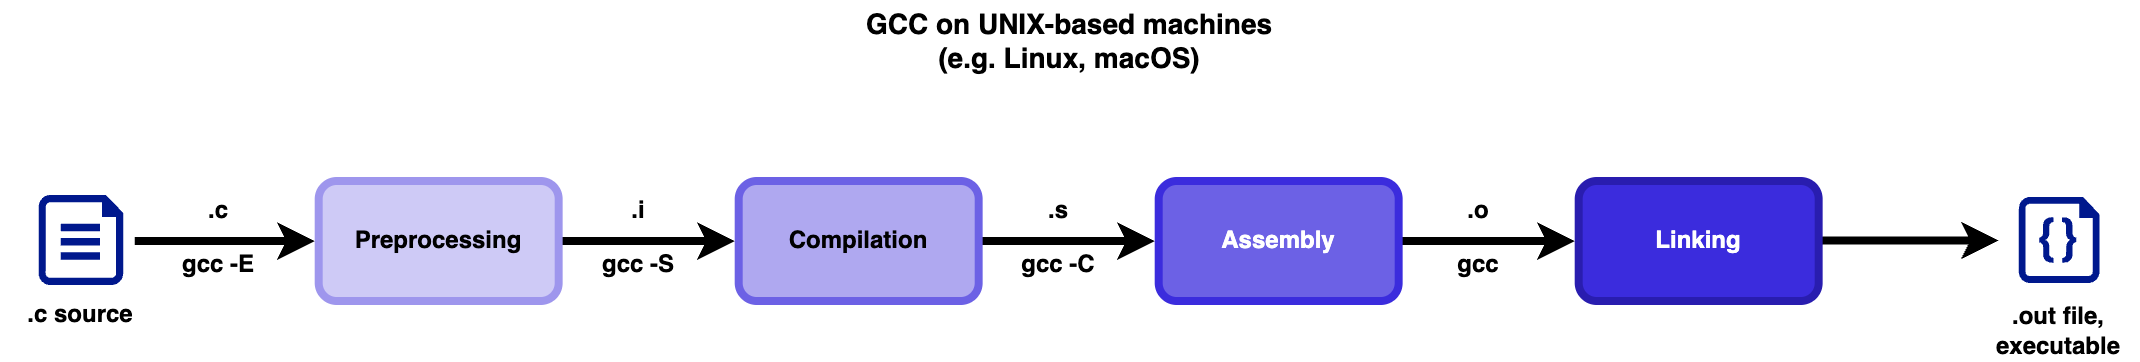 GCC on UNIX-based machines
(e.g. Linux, macOS)
.c
gcc -E
Preprocessing
.i
gcc -S
Compilation
.s
gcc -C
Assembly
.o
gcc
Linking
{}
.c source
.out file,
executable